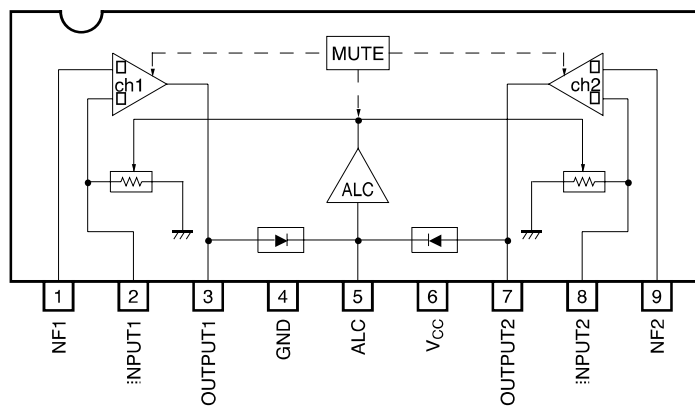 MUTE
ch1
ch2
ALC
1 2 3 4 5 6 7 8 9
NF1
INPUT1
OUTPUT1
GND
ALC
VCC
OUTPUT2
INPUT2
NF2